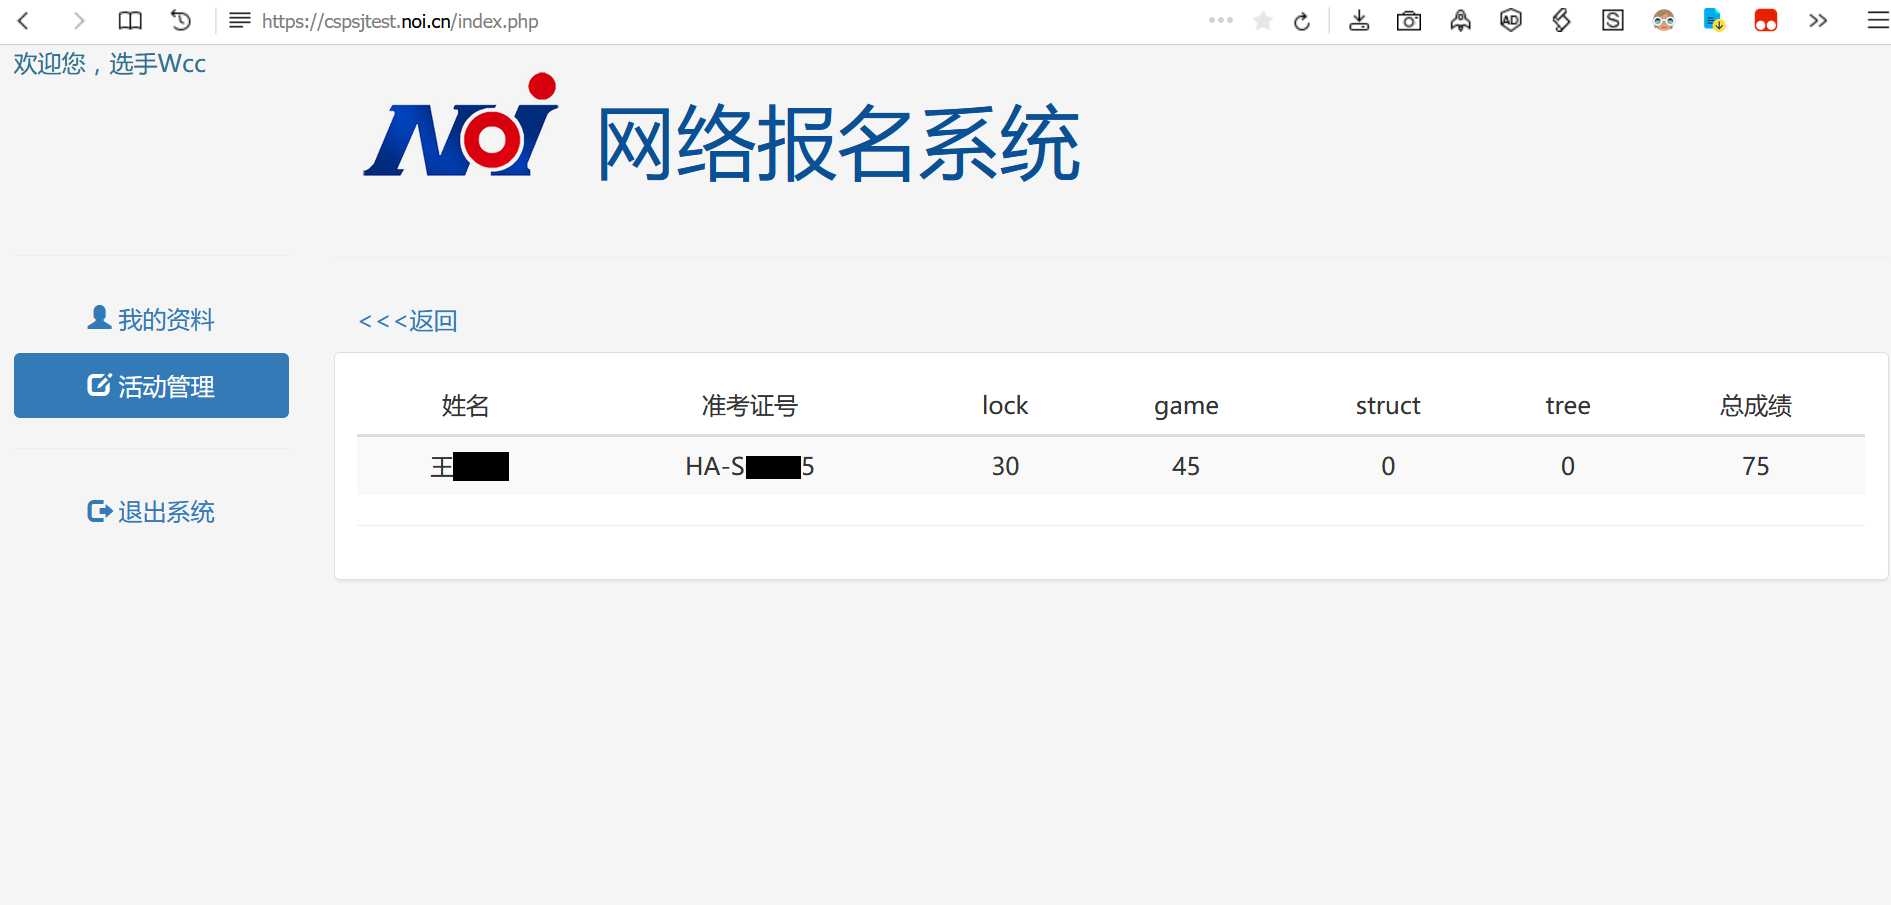 https://cspsjtest.noi.cn/index.php
欢迎您，选手Wcc
NOI 网络报名系统
我的资料
活动管理
退出系统
<<<返回
姓名 准考证号 lock game struct tree 总成绩
王 HA-S 5 30 45 0 0 75